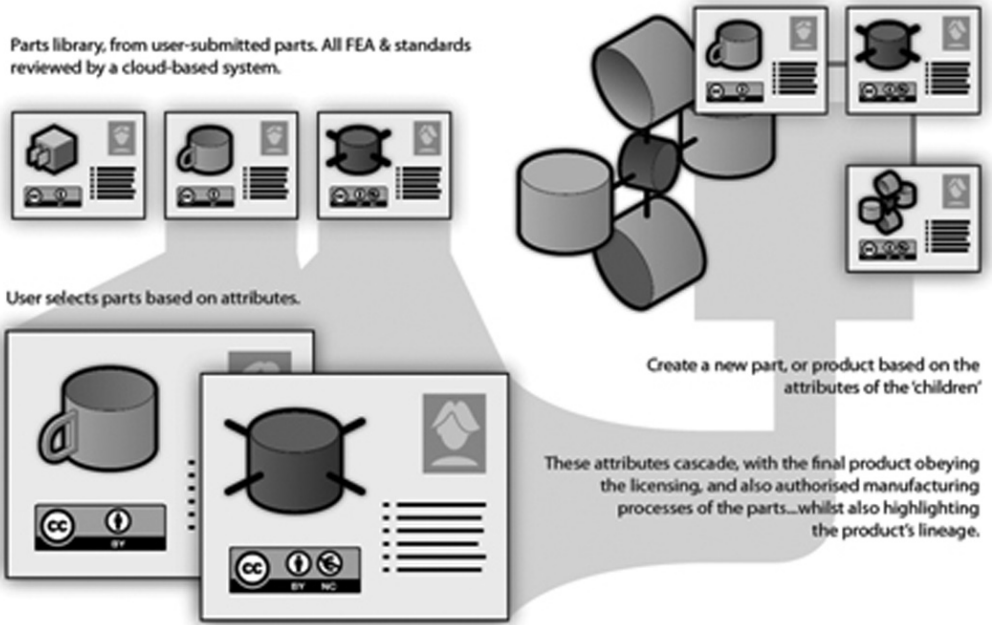 Parts library, from user-submitted parts. All FEA & standards
reviewed by a cloud-based system.
User selects parts based on attributes.
cc
BY
cc
BY NC
Create a new part, or product based on the
attributes of the 'children'
These attributes cascade, with the final product obeying
the licensing, and also authorised manufacturing
processes of the parts...whilst also highlighting
the product's lineage.